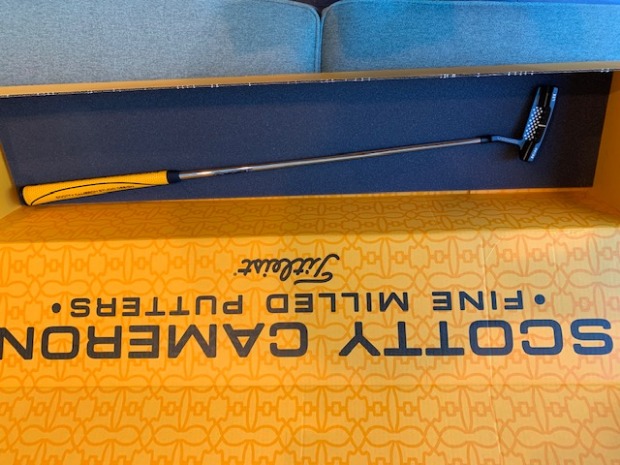 SCOTTY CAMERON
• FINE MILLED PUTTERS •
Titleist